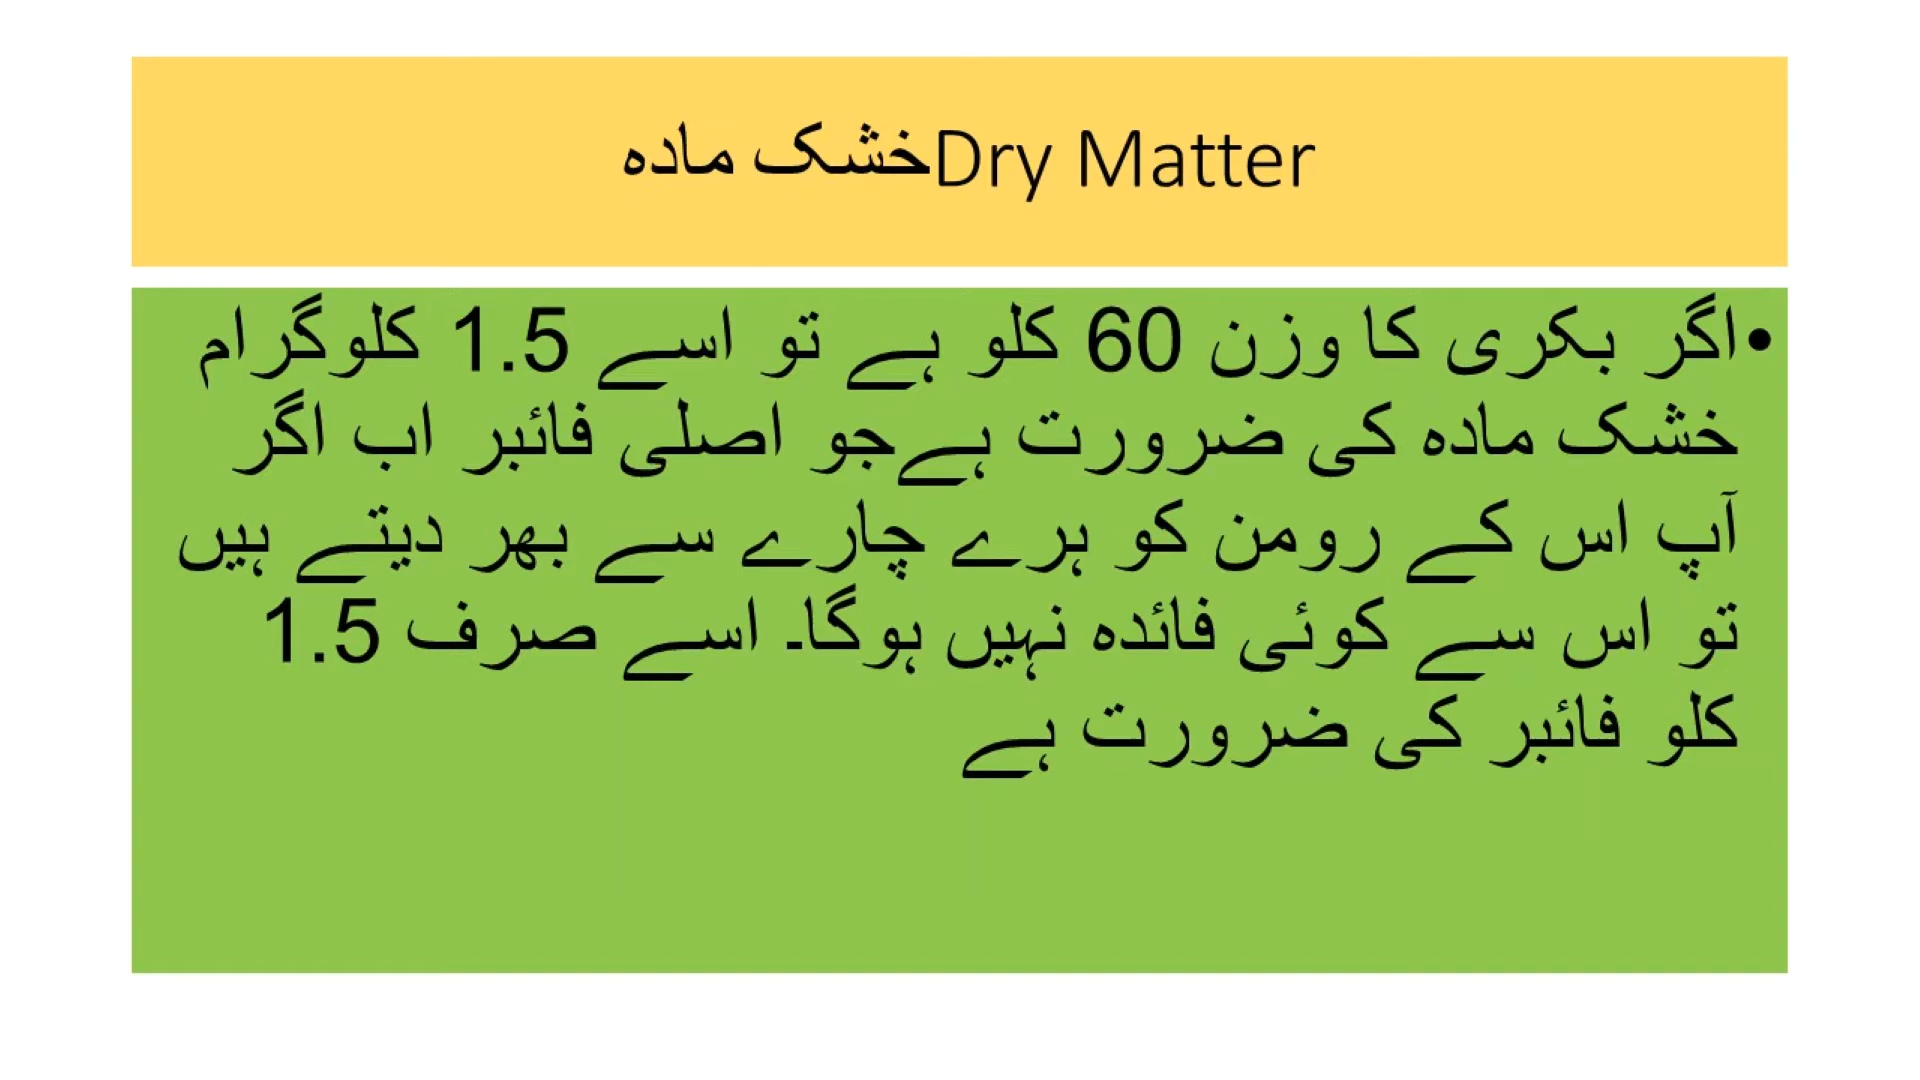 خشک مادہDry Matter
•اگر بکری کا وزن 60 کلو ہے تو اسے 1.5 کلوگرام
خشک مادہ کی ضرورت ہےجو اصلی فائبر اب اگر
آپ اس کے رومن کو ہرے چارے سے بھر دیتے ہیں
تو اس سے کوئی فائدہ نہیں ہوگا۔ اسے صرف 1.5
کلو فائبر کی ضرورت ہے